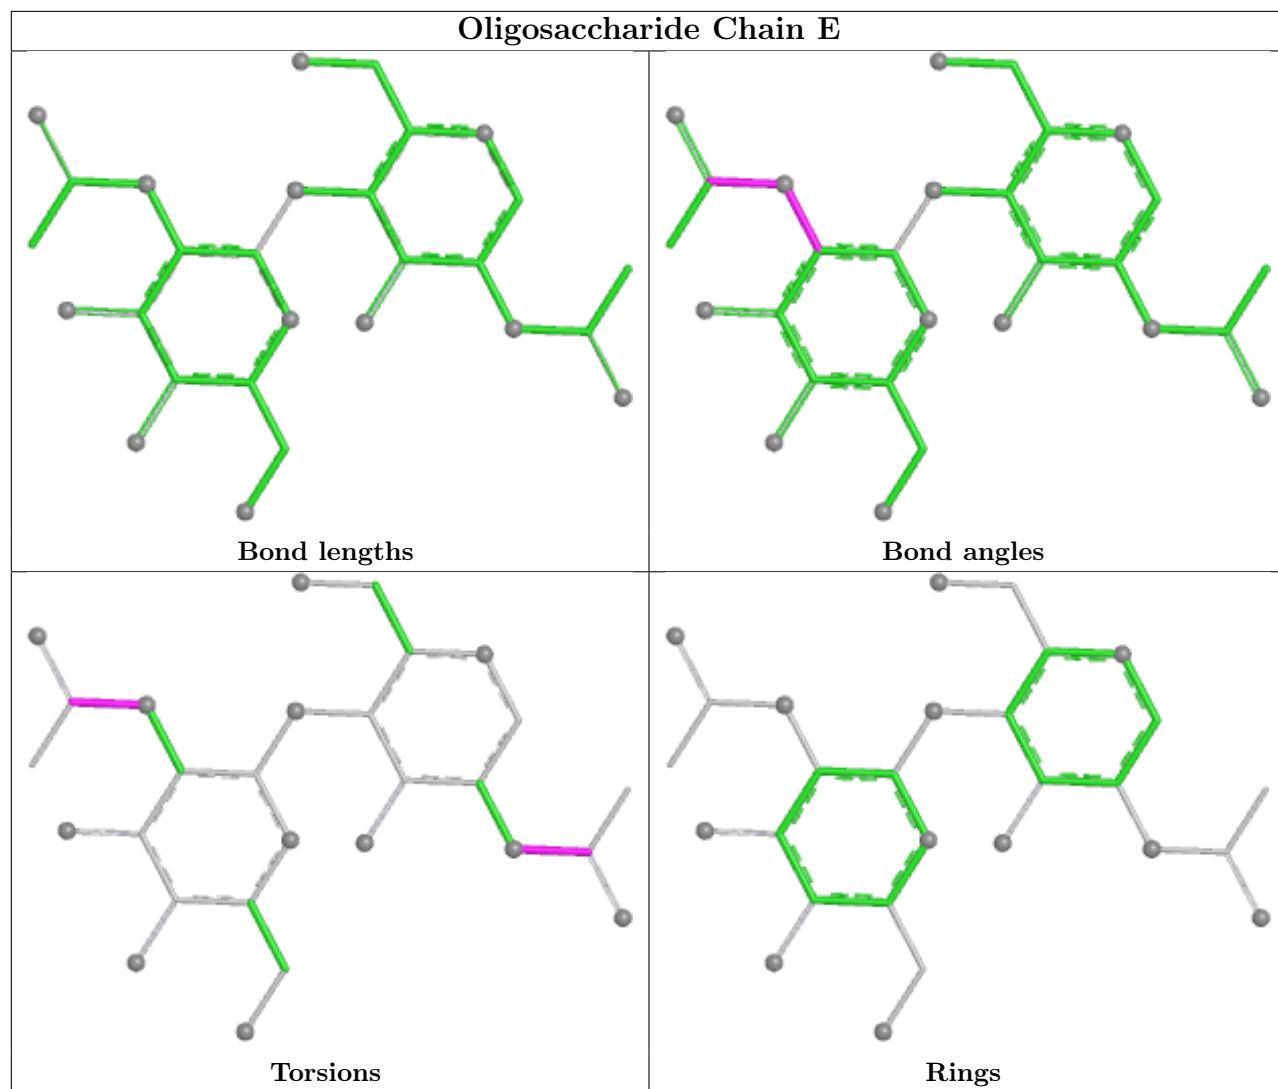 Oligosaccharide Chain E
Bond lengths
Bond angles
Torsions
Rings